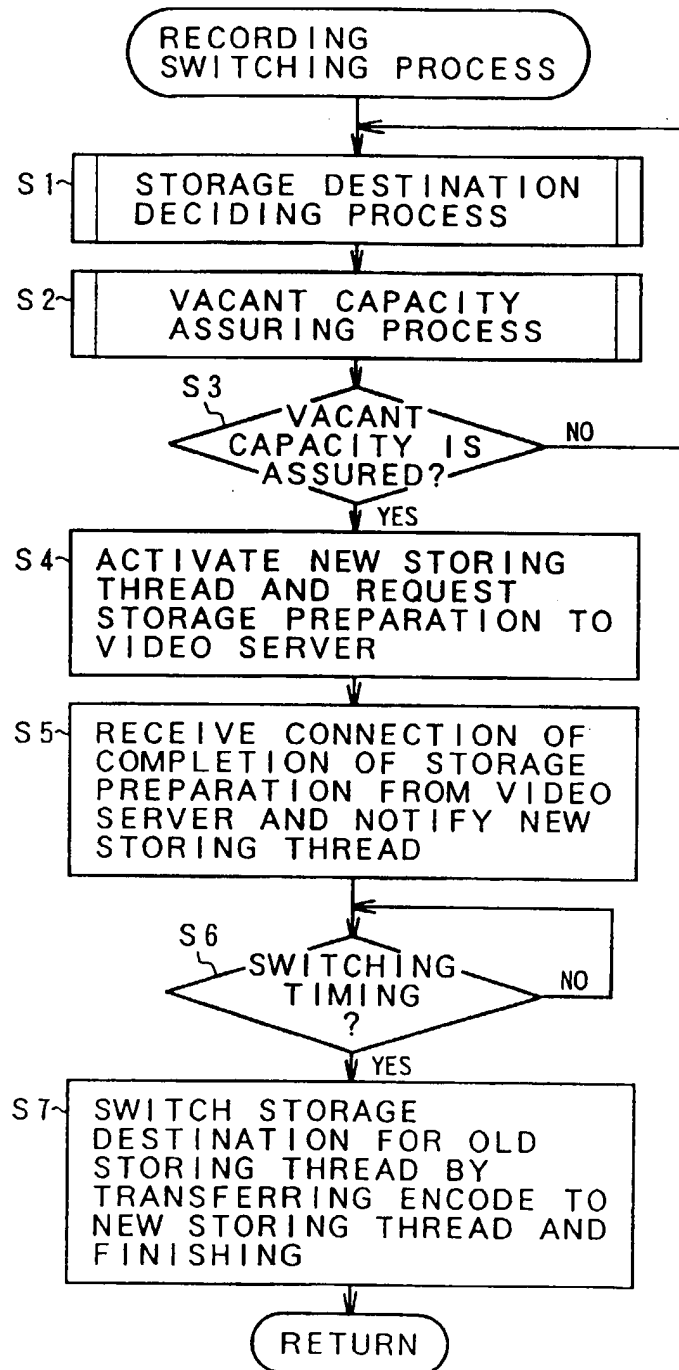 RECORDING
SWITCHING PROCESS
S1
STORAGE DESTINATION
DECIDING PROCESS
S2
VACANT CAPACITY
ASSURING PROCESS
S3
VACANT
CAPACITY IS
ASSURED?
NO
YES
S4
ACTIVATE NEW STORING
THREAD AND REQUEST
STORAGE PREPARATION TO
VIDEO SERVER
S5
RECEIVE CONNECTION OF
COMPLETION OF STORAGE
PREPARATION FROM VIDEO
SERVER AND NOTIFY NEW
STORING THREAD
S6
SWITCHING
TIMING
?
NO
YES
S7
SWITCH STORAGE
DESTINATION FOR OLD
STORING THREAD BY
TRANSFERRING ENCODE TO
NEW STORING THREAD AND
FINISHING
RETURN